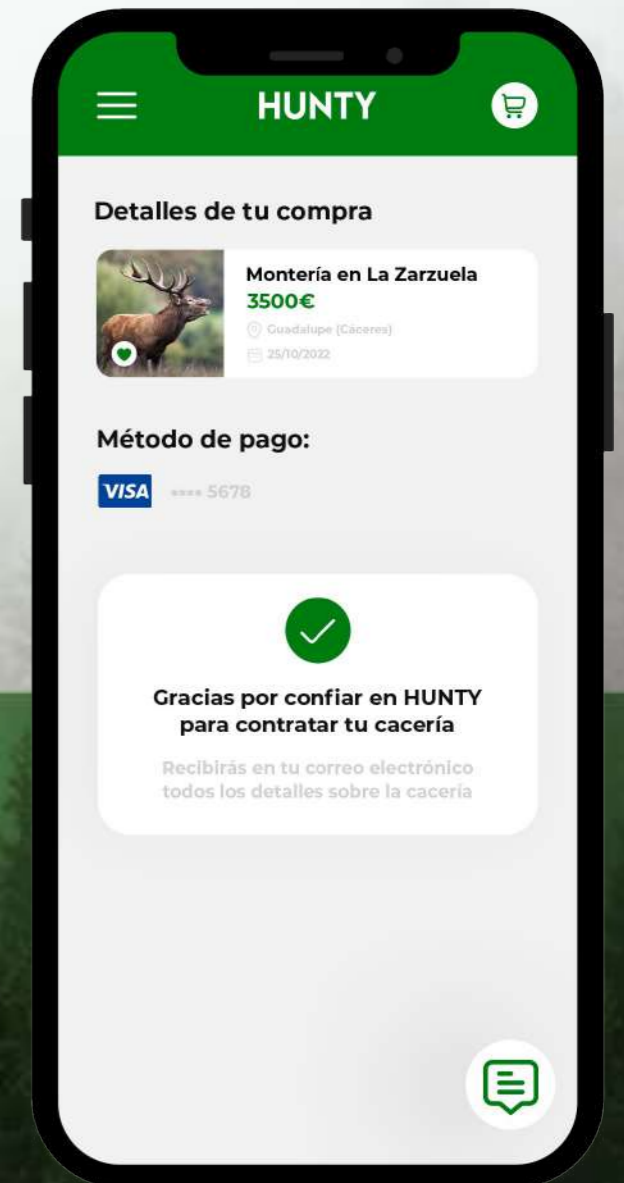 HUNTY
Detalles de tu compra
Montería en La Zarzuela
3500€
Guadalupe (Cáceres)
25/10/2022
Método de pago:
VISA •••• 5678
Gracias por confiar en HUNTY
para contratar tu cacería
Recibirás en tu correo electrónico
todos los detalles sobre la cacería